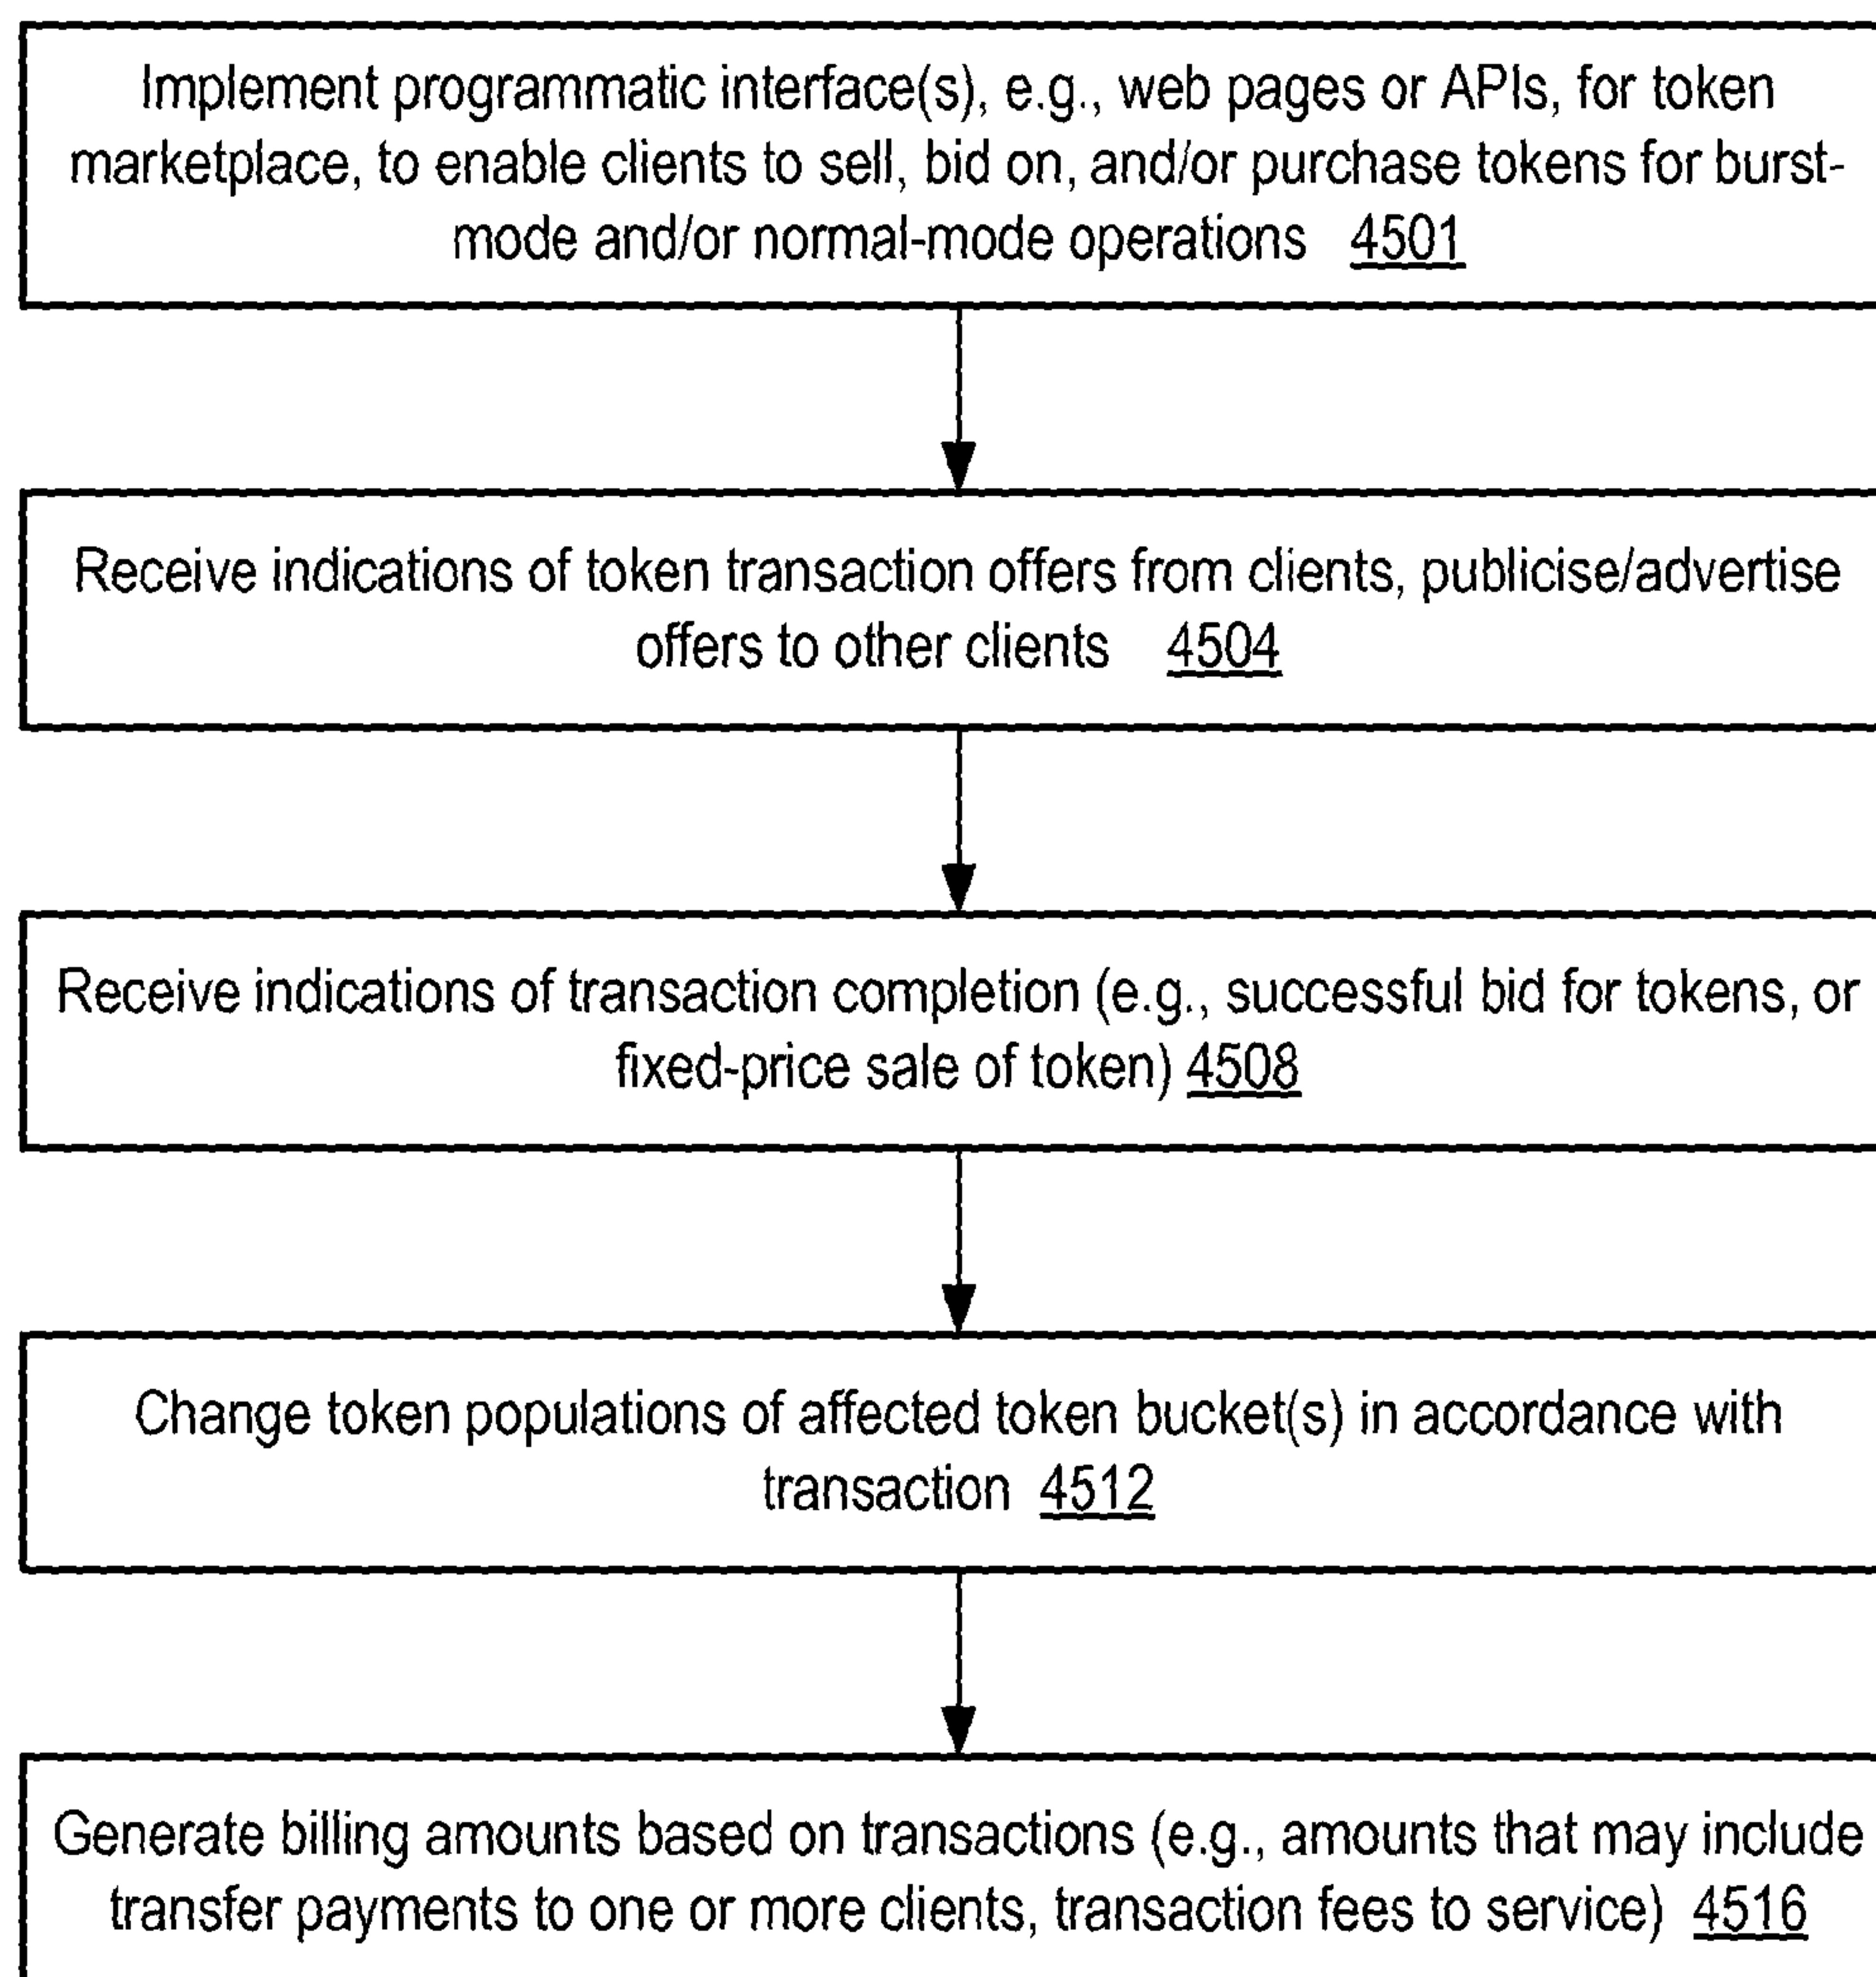 Implement programmatic interface(s), e.g., web pages or APIs, for token
marketplace, to enable clients to sell, bid on, and/or purchase tokens for burst-
mode and/or normal-mode operations 4501
Receive indications of token transaction offers from clients, publicise/advertise
offers to other clients 4504
Receive indications of transaction completion (e.g., successful bid for tokens, or
fixed-price sale of token) 4508
Change token populations of affected token bucket(s) in accordance with
transaction 4512
Generate billing amounts based on transactions (e.g., amounts that may include
transfer payments to one or more clients, transaction fees to service) 4516